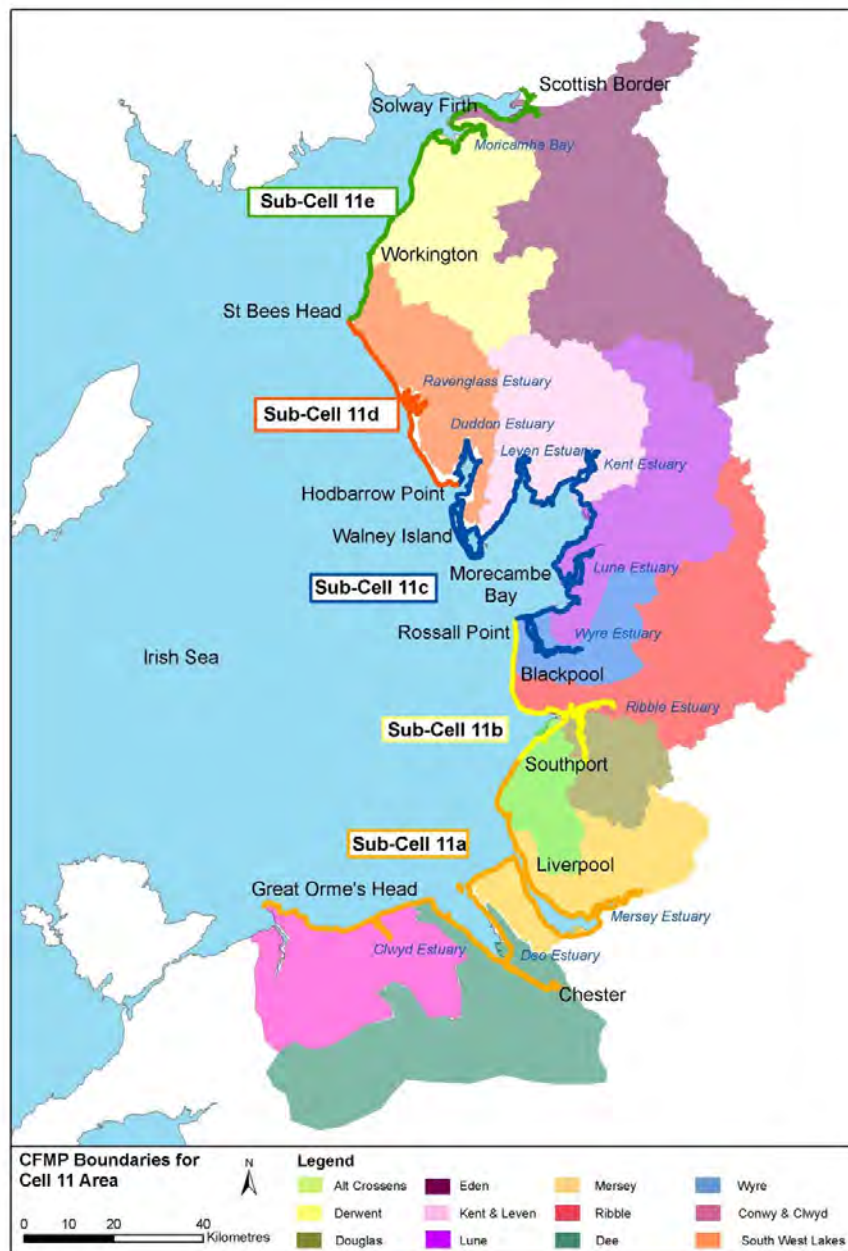 Scottish Border
Solway Firth
Moricambe Bay
Sub-Cell 11e
Workington
St Bees Head
Ravenglass Estuary
Sub-Cell 11d
Duddon Estuary
Leven Estuary
Kent Estuary
Hodbarrow Point
Walney Island
Sub-Cell 11c
Morecambe
Bay
Lune Estuary
Rossall Point
Wyre Estuary
Irish Sea
Blackpool
Ribble Estuary
Sub-Cell 11b
Southport
Sub-Cell 11a
Liverpool
Great Orme's Head
Mersey Estuary
Clwyd Estuary
Dee Estuary
Chester
CFMP Boundaries for
Cell 11 Area
N
0 10 20 40
Kilometres
Legend
Alt Crossens
Eden
Mersey
Wyre
Derwent
Kent & Leven
Ribble
Conwy & Clwyd
Douglas
Lune
Dee
South West Lakes